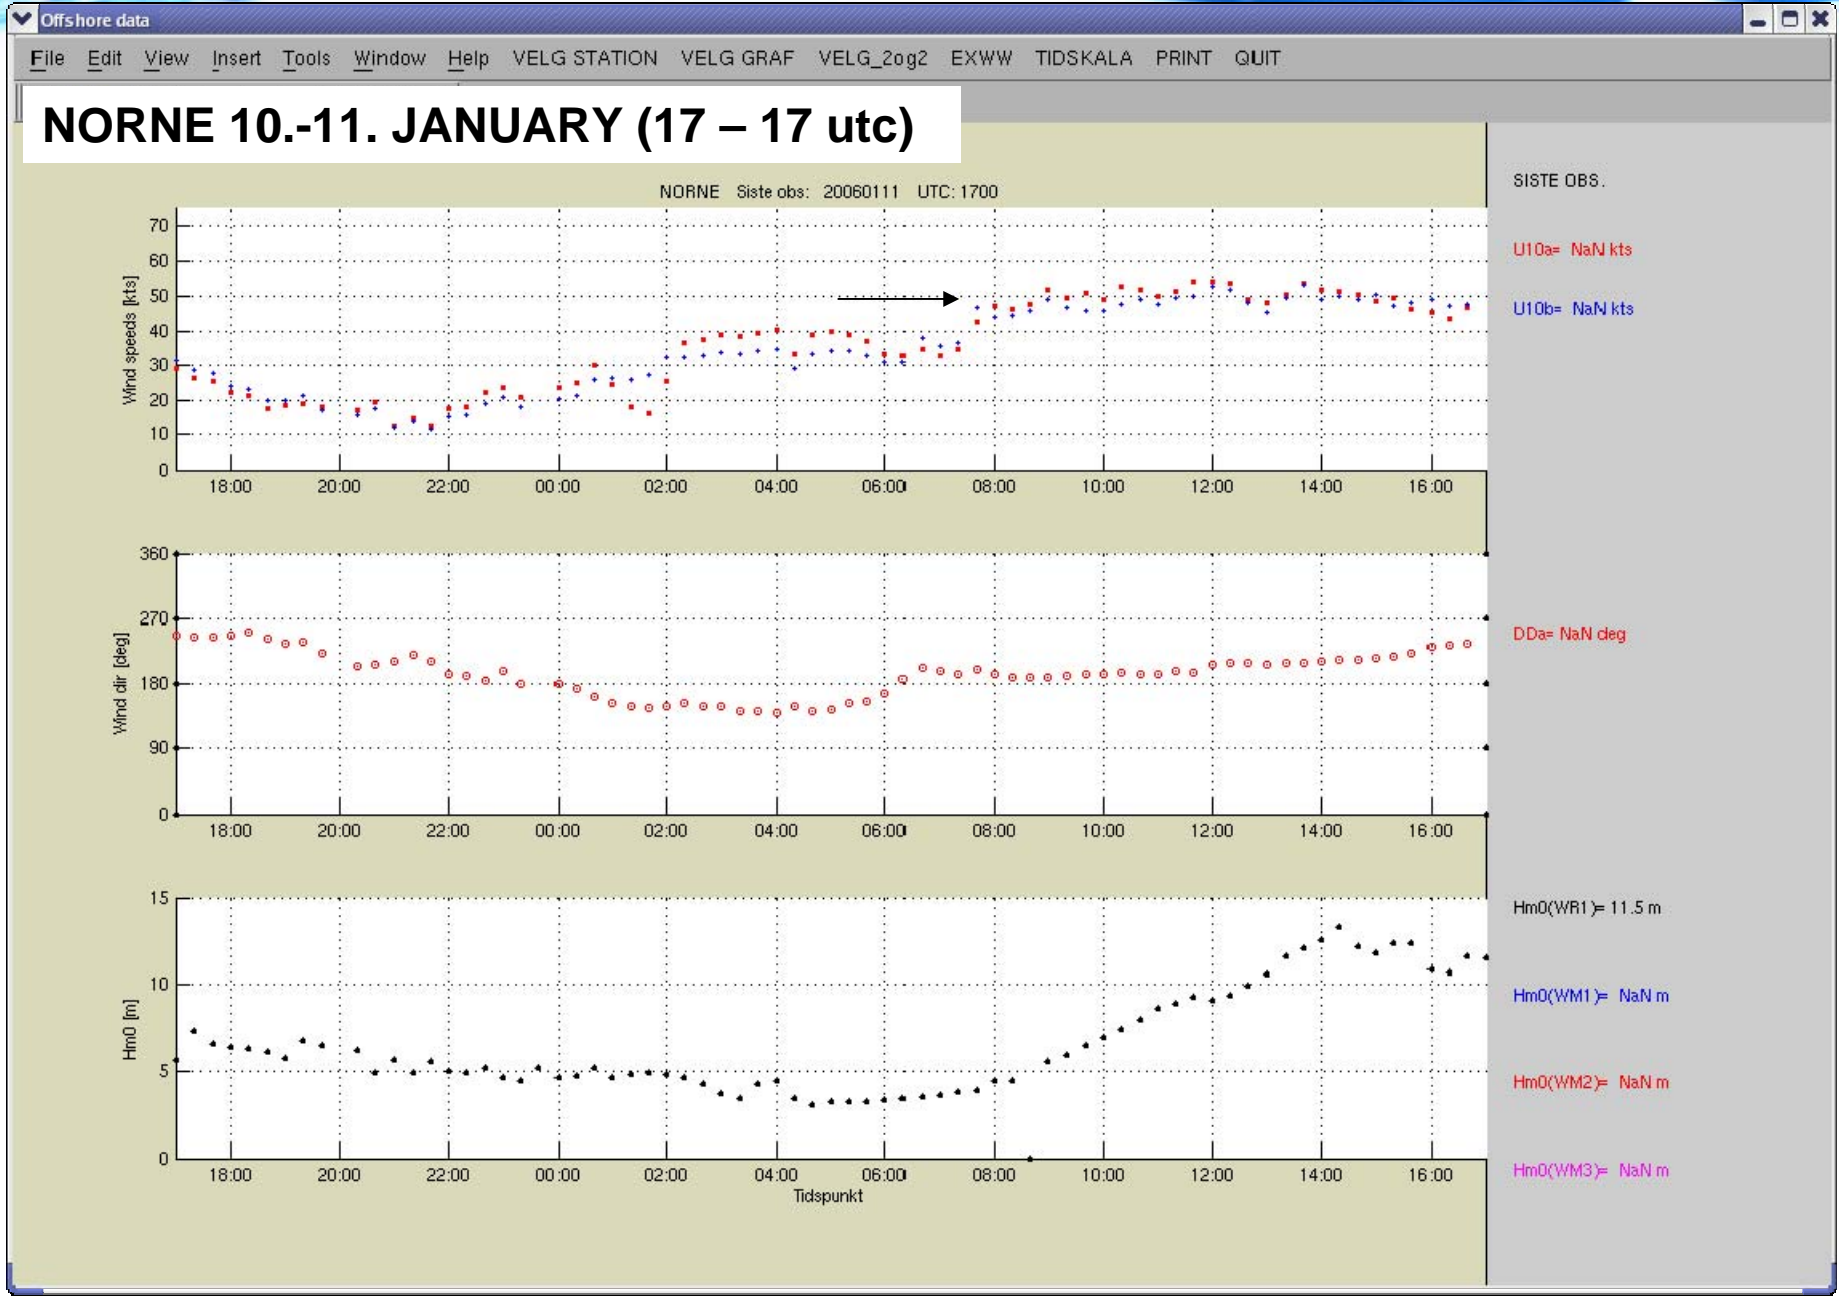 Offshore data
File Edit View Insert Tools Window Help VELG STATION VELG GRAF VELG_2og2 EXWW TIDSKALA PRINT QUIT
NORNE 10.-11. JANUARY (17 – 17 utc)
NORNE Siste obs: 20060111 UTC: 1700
SISTE OBS.
Wind speeds [kts]
70
60
50
40
30
20
10
0
18:00 20:00 22:00 00:00 02:00 04:00 06:00 08:00 10:00 12:00 14:00 16:00
U10a= NaN kts
U10b= NaN kts
Wind dir [deg]
360
270
180
90
0
18:00 20:00 22:00 00:00 02:00 04:00 06:00 08:00 10:00 12:00 14:00 16:00
DDa= NaN deg
Hm0 [m]
15
10
5
0
18:00 20:00 22:00 00:00 02:00 04:00 06:00 08:00 10:00 12:00 14:00 16:00
Tidspunkt
Hm0(WR1)= 11.5 m
Hm0(WM1)= NaN m
Hm0(WM2)= NaN m
Hm0(WM3)= NaN m